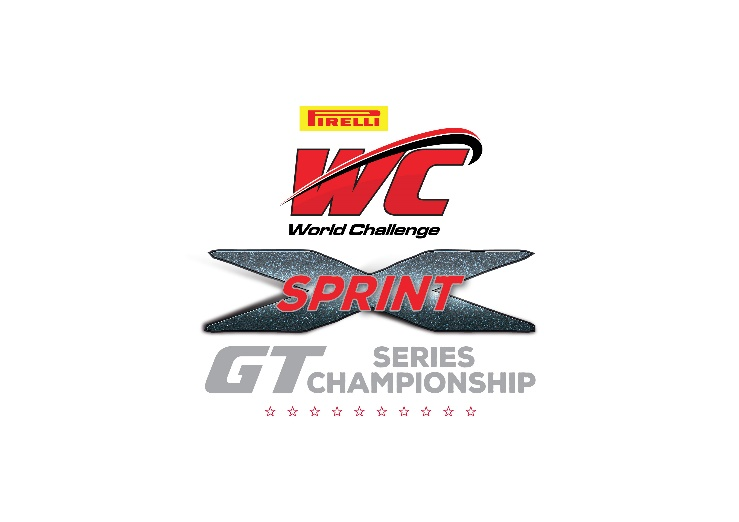 PIRELLI
WC
World Challenge
SPRINT X
GT SERIES
CHAMPIONSHIP